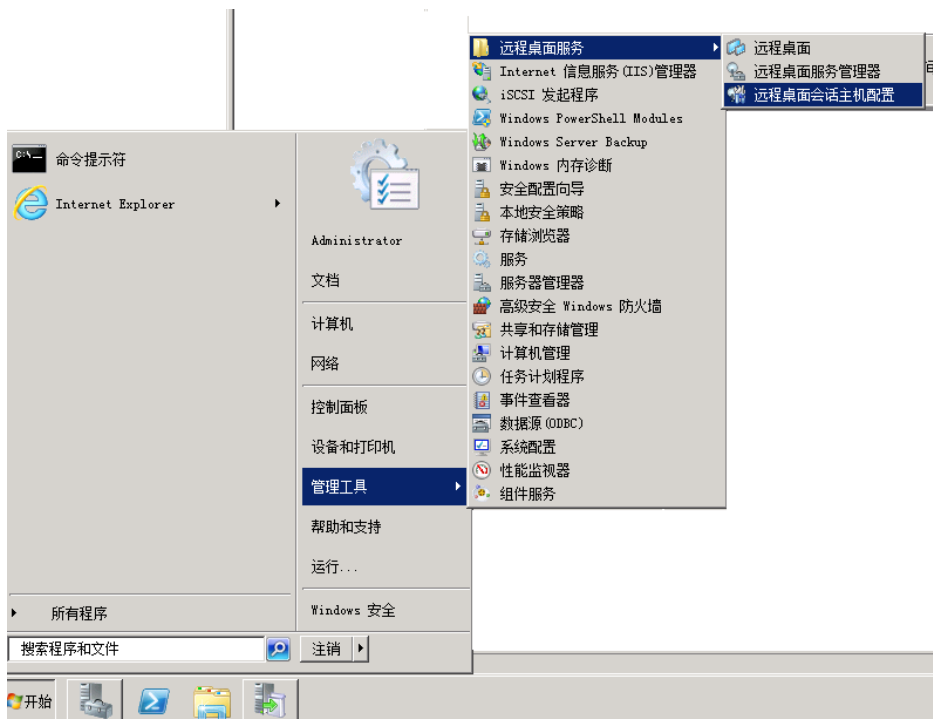 命令提示符
Internet Explorer
所有程序
搜索程序和文件
Administrator
文档
计算机
网络
控制面板
设备和打印机
管理工具
帮助和支持
运行...
Windows 安全
注销
开始
远程桌面服务
Internet 信息服务(IIS)管理器
iSCSI 发起程序
Windows PowerShell Modules
Windows Server Backup
Windows 内存诊断
安全配置向导
本地安全策略
存储浏览器
服务
服务器管理器
高级安全 Windows 防火墙
共享和存储管理
计算机管理
任务计划程序
事件查看器
数据源(ODBC)
系统配置
性能监视器
组件服务
远程桌面
远程桌面服务管理器
远程桌面会话主机配置